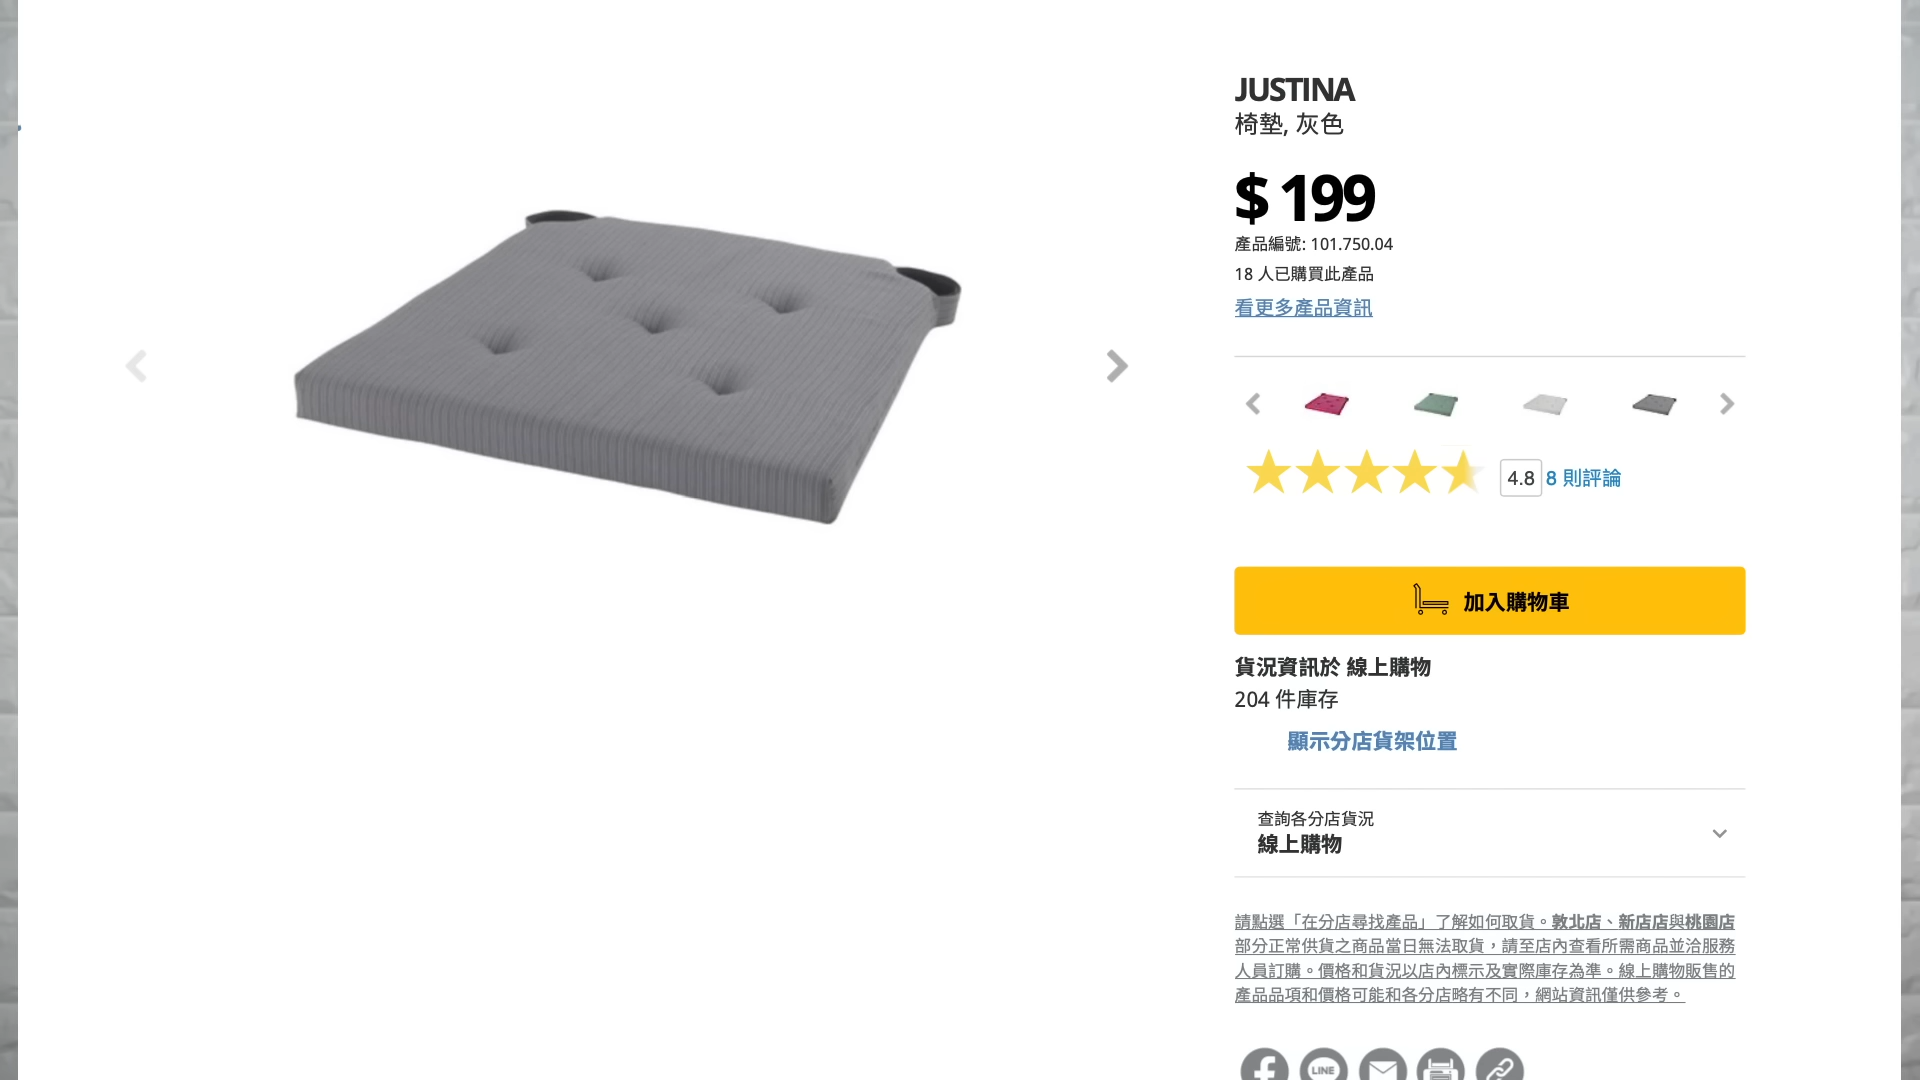 JUSTINA
椅墊, 灰色
$ 199
產品編號: 101.750.04
18 人已購買此產品
看更多產品資訊
4.8 8 則評論
加入購物車
貨況資訊於 線上購物
204 件庫存
顯示分店貨架位置
查詢各分店貨況
線上購物
請點選「在分店尋找產品」了解如何取貨。敦北店、新店店與桃園店
部分正常供貨之商品當日無法取貨，請至店內查看所需商品並洽服務
人員訂購。價格和貨況以店內標示及實際庫存為準。線上購物販售的
產品品項和價格可能和各分店略有不同，網站資訊僅供參考。
LINE